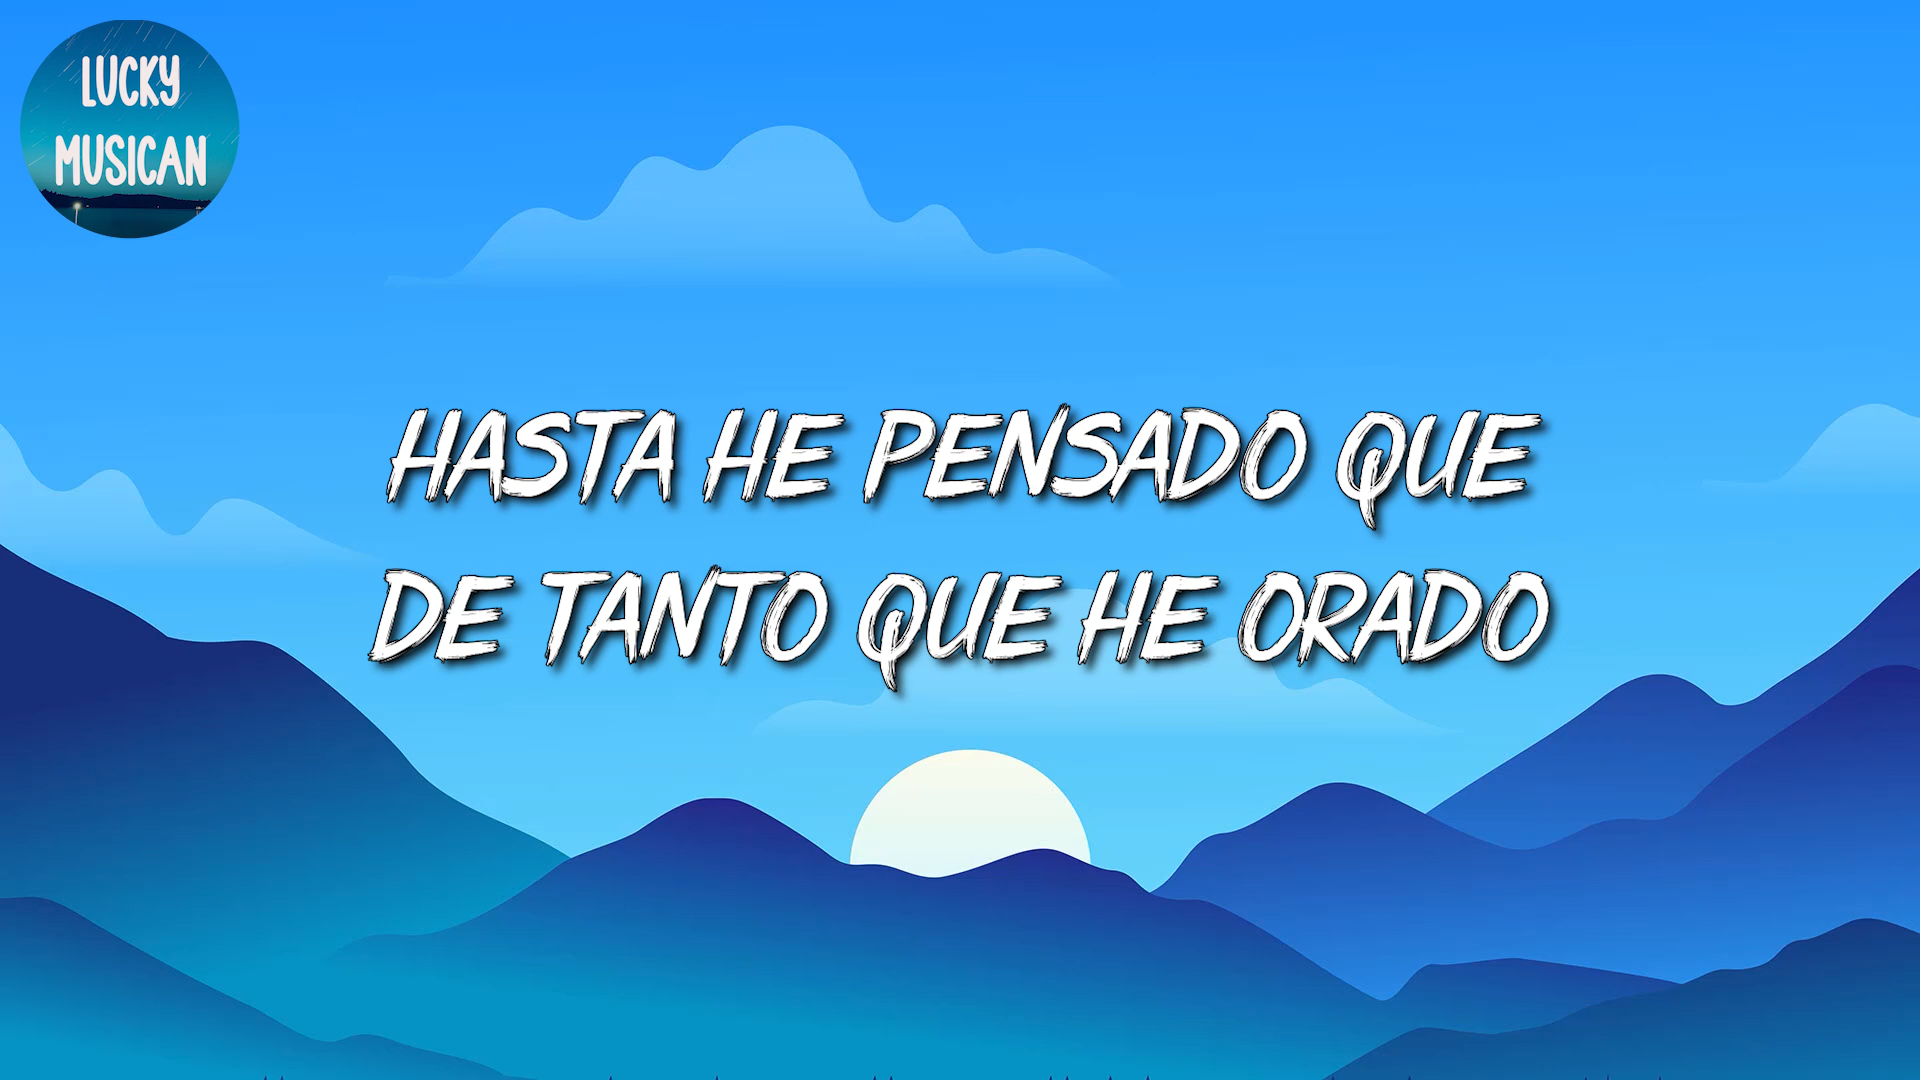 LUCKY
MUSICAN
HASTA HE PENSADO QUE
DE TANTO QUE HE ORADO